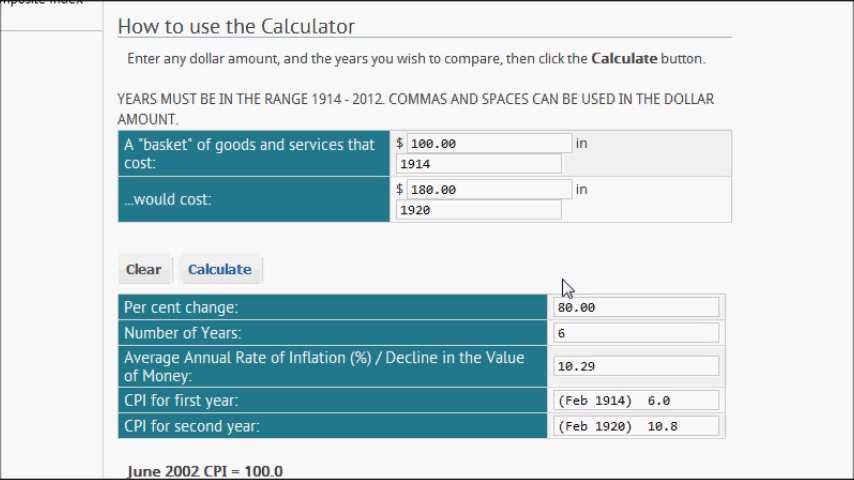 How to use the Calculator
Enter any dollar amount, and the years you wish to compare, then click the Calculate button.
YEARS MUST BE IN THE RANGE 1914 - 2012. COMMAS AND SPACES CAN BE USED IN THE DOLLAR
AMOUNT.
A "basket" of goods and services that
cost:
$ 100.00 in
1914
...would cost:
$ 180.00 in
1920
Clear Calculate
Per cent change: 80.00
Number of Years: 6
Average Annual Rate of Inflation (%) / Decline in the Value
of Money:
10.29
CPI for first year: (Feb 1914) 6.0
CPI for second year: (Feb 1920) 10.8
June 2002 CPI = 100.0